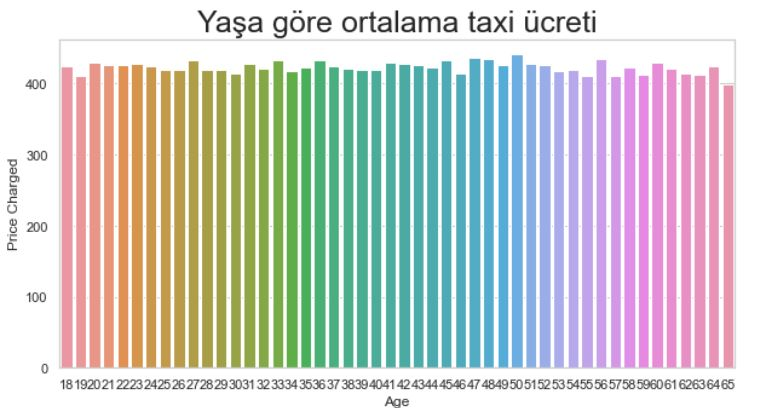 Yaşa göre ortalama taxi ücreti
Price Charged
400
300
200
100
0
18 19 20 21 22 23 24 25 26 27 28 29 30 31 32 33 34 35 36 37 38 39 40 41 42 43 44 45 46 47 48 49 50 51 52 53 54 55 56 57 58 59 60 61 62 63 64 65
Age